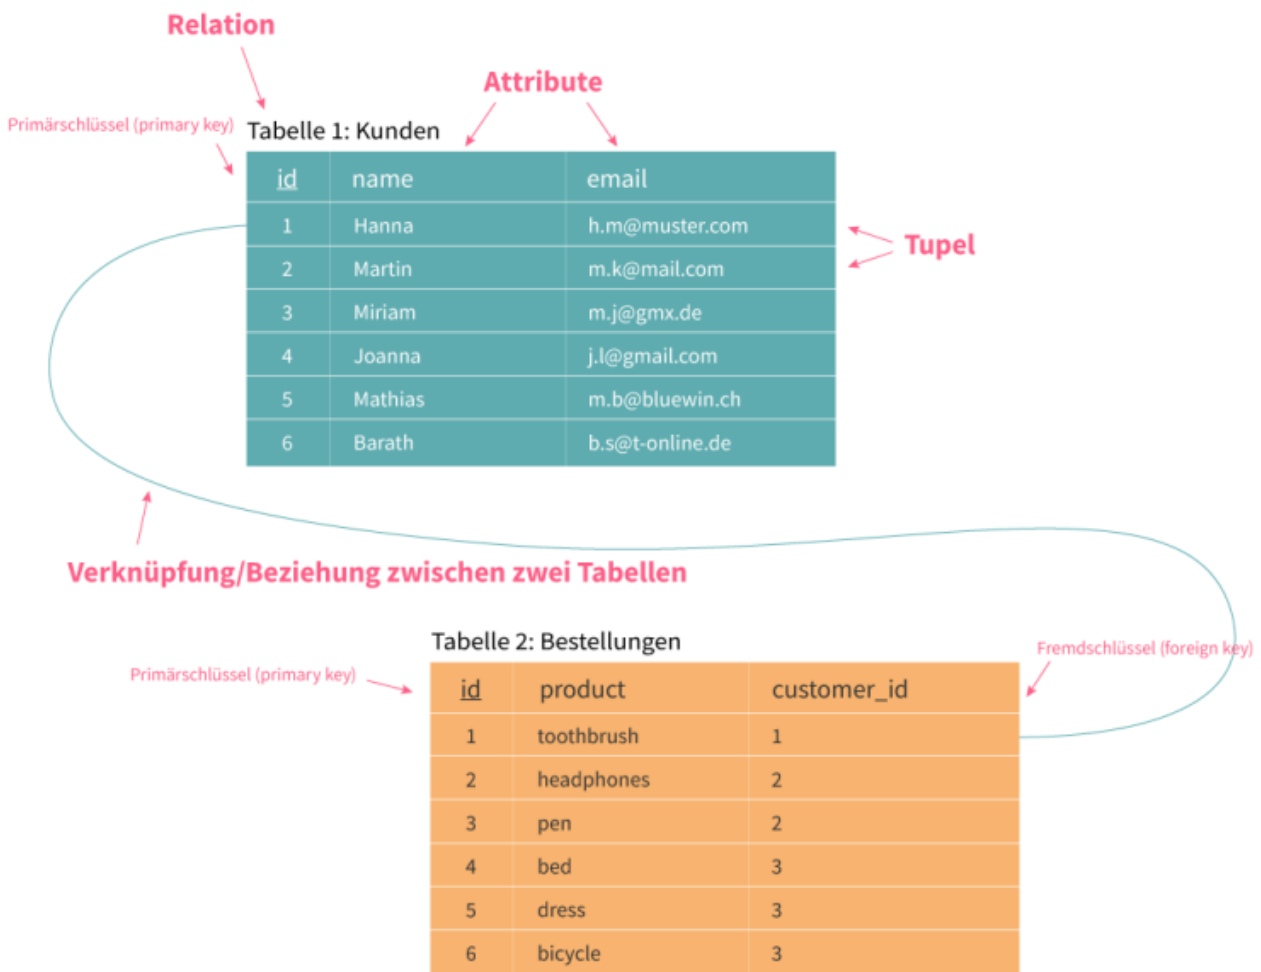 Relation
Attribute
Primärschlüssel (primary key)
Tabelle 1: Kunden
id name email
1 Hanna h.m@muster.com
2 Martin m.k@mail.com
3 Miriam m.j@gmx.de
4 Joanna j.l@gmail.com
5 Mathias m.b@bluewin.ch
6 Barath b.s@t-online.de
Tupel
Verknüpfung/Beziehung zwischen zwei Tabellen
Tabelle 2: Bestellungen
Primärschlüssel (primary key)
Fremdschlüssel (foreign key)
id product customer_id
1 toothbrush 1
2 headphones 2
3 pen 2
4 bed 3
5 dress 3
6 bicycle 3